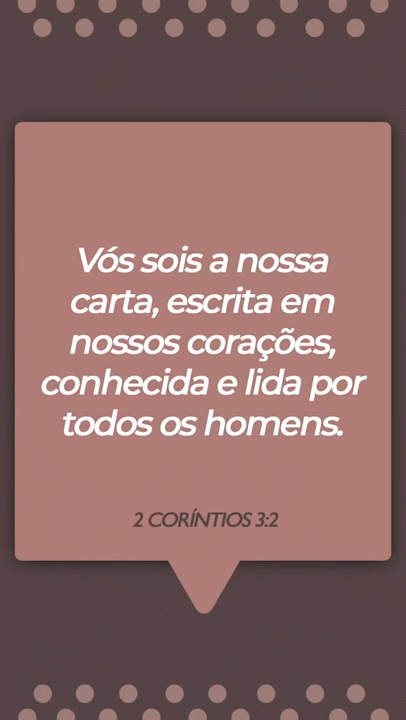 Vós sois a nossa
carta, escrita em
nossos corações,
conhecida e lida por
todos os homens.
2 CORÍNTIOS 3:2